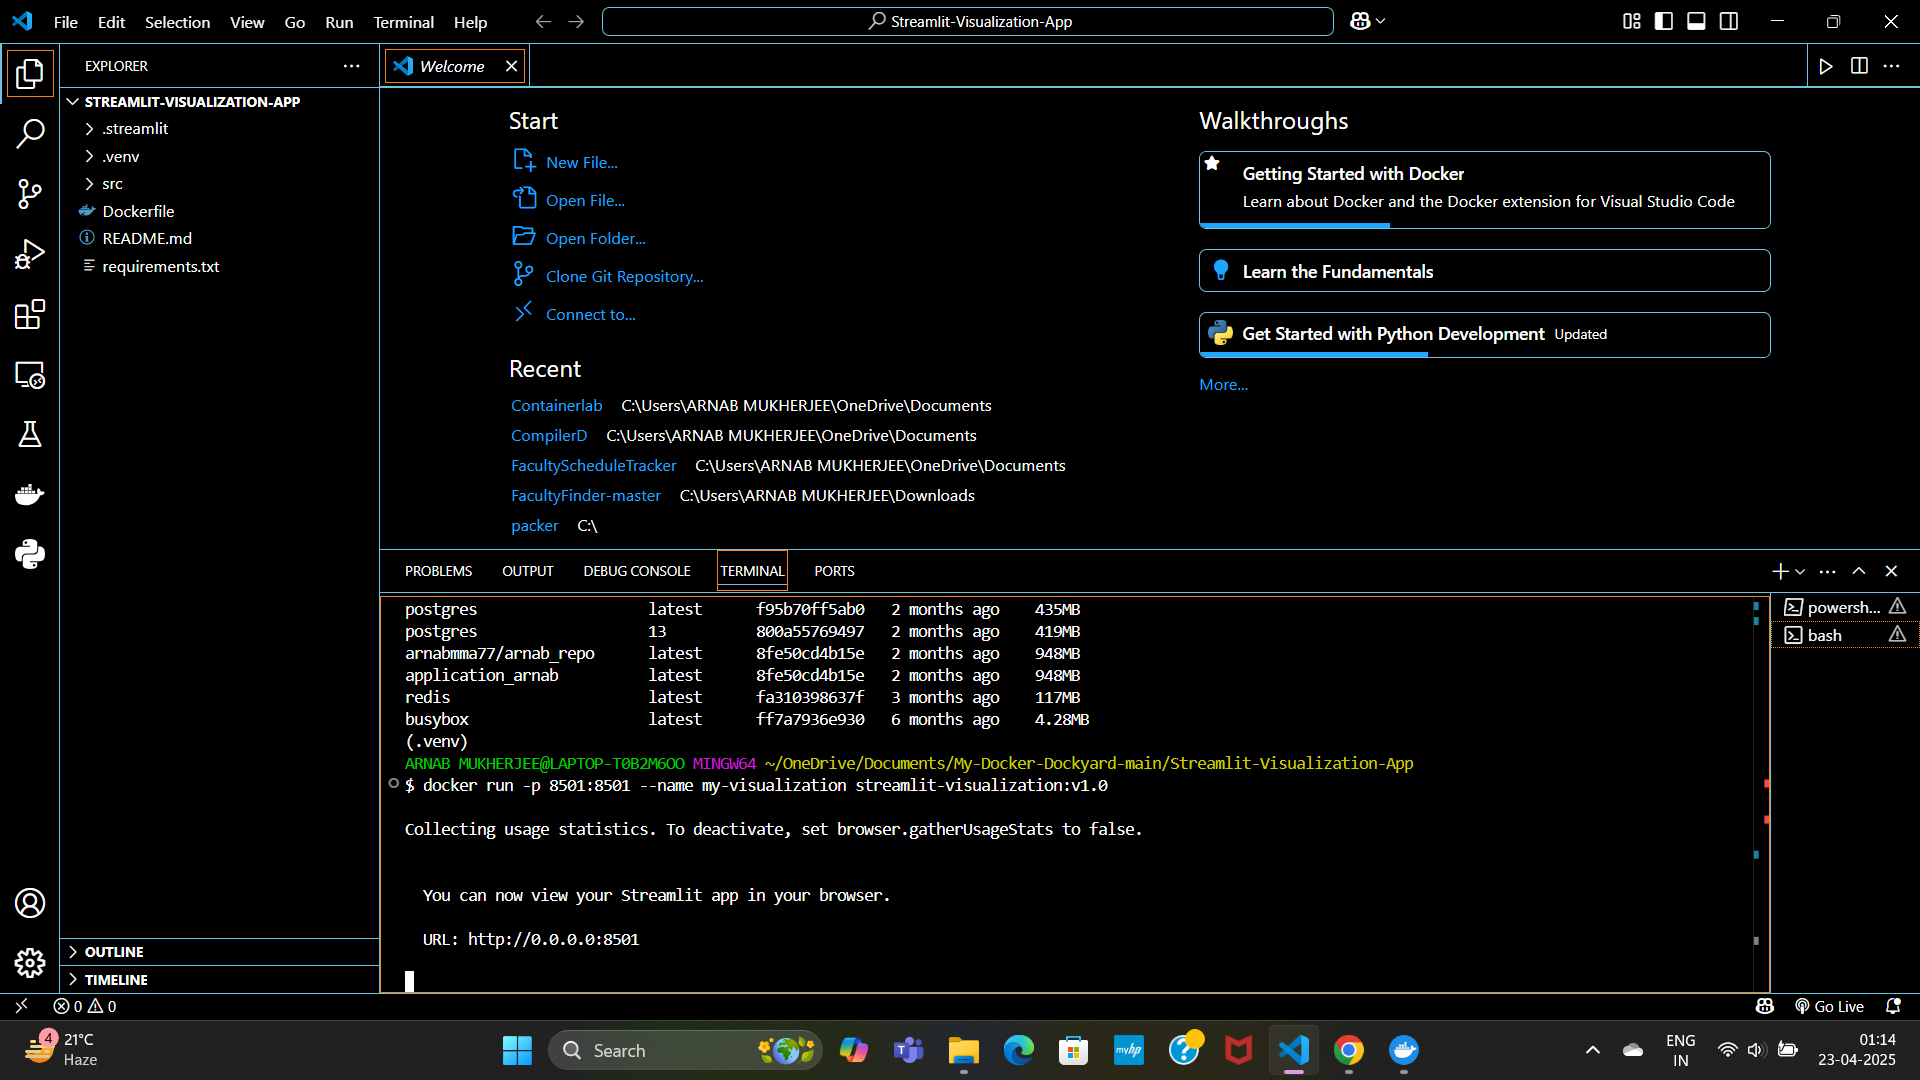 File Edit Selection View Go Run Terminal Help
Streamlit-Visualization-App
EXPLORER
STREAMLIT-VISUALIZATION-APP
.streamlit
.venv
src
Dockerfile
README.md
requirements.txt
OUTLINE
TIMELINE
Welcome
Start
New File...
Open File...
Open Folder...
Clone Git Repository...
Connect to...
Recent
Containerlab C:\Users\ARNAB MUKHERJEE\OneDrive\Documents
CompilerD C:\Users\ARNAB MUKHERJEE\OneDrive\Documents
FacultyScheduleTracker C:\Users\ARNAB MUKHERJEE\OneDrive\Documents
FacultyFinder-master C:\Users\ARNAB MUKHERJEE\Downloads
packer C:\
Walkthroughs
Getting Started with Docker
Learn about Docker and the Docker extension for Visual Studio Code
Learn the Fundamentals
Get Started with Python Development Updated
More...
PROBLEMS OUTPUT DEBUG CONSOLE TERMINAL PORTS
postgres latest f95b70ff5ab0 2 months ago 435MB
postgres 13 800a55769497 2 months ago 419MB
arnabmma77/arnab_repo latest 8fe50cd4b15e 2 months ago 948MB
application_arnab latest 8fe50cd4b15e 2 months ago 948MB
redis latest fa310398637f 3 months ago 117MB
busybox latest ff7a7936e930 6 months ago 4.28MB
(.venv)
ARNAB MUKHERJEE@LAPTOP-T0B2M6OO MINGW64 ~/OneDrive/Documents/My-Docker-Dockyard-main/Streamlit-Visualization-App
$ docker run -p 8501:8501 --name my-visualization streamlit-visualization:v1.0
Collecting usage statistics. To deactivate, set browser.gatherUsageStats to false.
You can now view your Streamlit app in your browser.
URL: http://0.0.0.0:8501
powersh...
bash
0 0
Go Live
4
21°C
Haze
Search
myhp
ENG
IN
01:14
23-04-2025